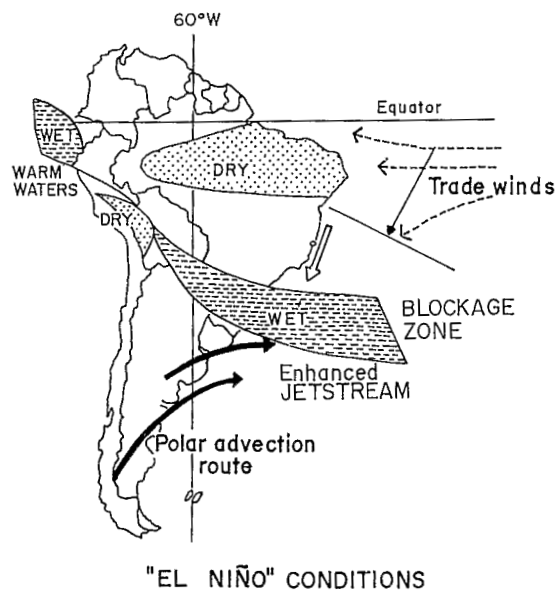 60°W
Equator
WET
WARM
WATERS
DRY
Trade winds
DRY
WET
BLOCKAGE
ZONE
Enhanced
JETSTREAM
Polar advection
route
"EL NIÑO" CONDITIONS